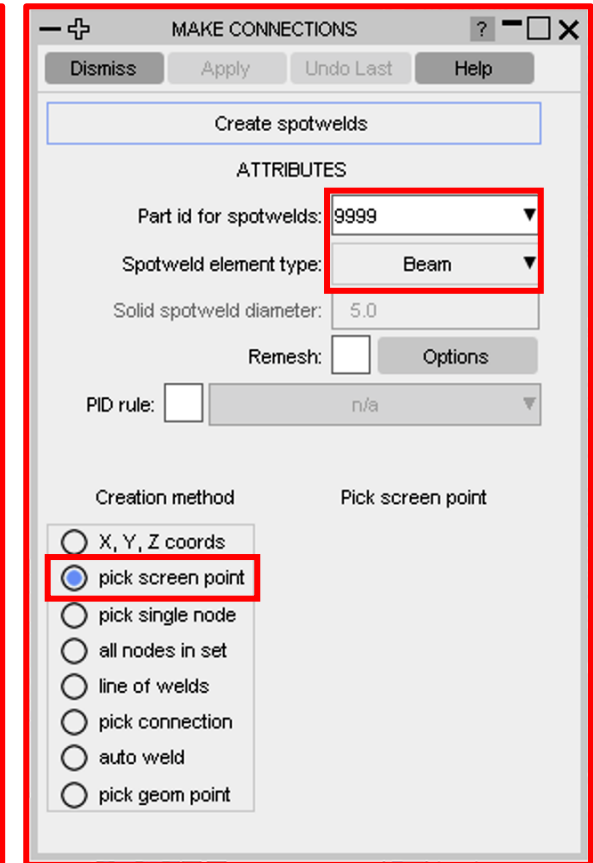 MAKE CONNECTIONS ?
Dismiss Apply Undo Last Help
Create spotwelds
ATTRIBUTES
Part id for spotwelds: 9999
Spotweld element type: Beam
Solid spotweld diameter: 5.0
Remesh: Options
PID rule: n/a
Creation method Pick screen point
X, Y, Z coords
pick screen point
pick single node
all nodes in set
line of welds
pick connection
auto weld
pick geom point